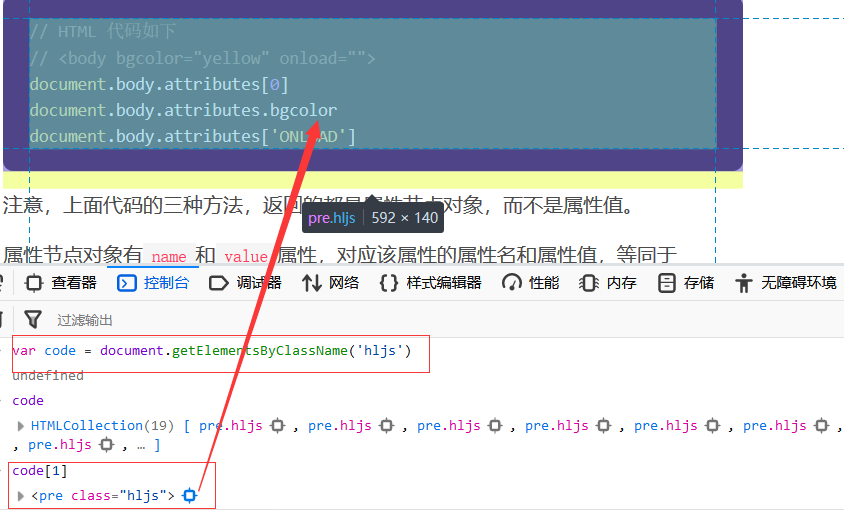 // HTML 代码如下
// <body bgcolor="yellow" onload="">
document.body.attributes[0]
document.body.attributes.bgcolor
document.body.attributes['ONLOAD']
注意，上面代码的三种方法，返回的都是属性节点对象，而不是属性值。
pre.hljs | 592 × 140
属性节点对象有 name 和 value 属性，对应该属性的属性名和属性值，等同于
查看器 控制台 调试器 网络 样式编辑器 性能 内存 存储 无障碍环境
过滤输出
var code = document.getElementsByClassName('hljs')
undefined
code
HTMLCollection(19) [ pre.hljs , pre.hljs , pre.hljs , pre.hljs , pre.hljs , pre.hljs ,
, pre.hljs , … ]
code[1]
<pre class="hljs">